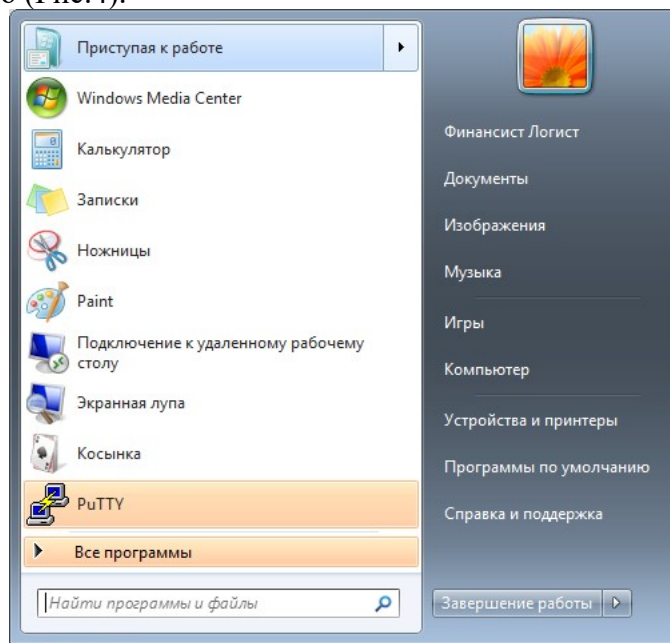 о (Рис.4).
Приступая к работе
Windows Media Center
Калькулятор
Записки
Ножницы
Paint
Подключение к удаленному рабочему
столу
Экранная лупа
Косынка
PuTTY
Все программы
Найти программы и файлы
Финансист Логист
Документы
Изображения
Музыка
Игры
Компьютер
Устройства и принтеры
Программы по умолчанию
Справка и поддержка
Завершение работы